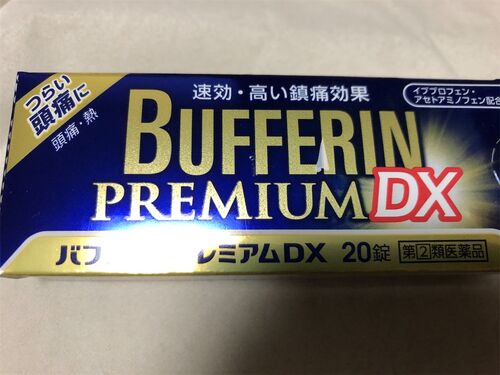 つらい
頭痛に
頭痛・熱
速効・高い鎮痛効果
イブプロフェン・
アセトアミノフェン配合
BUFFERIN
PREMIUM DX
バフ レミアムDX 20錠 指定②類医薬品